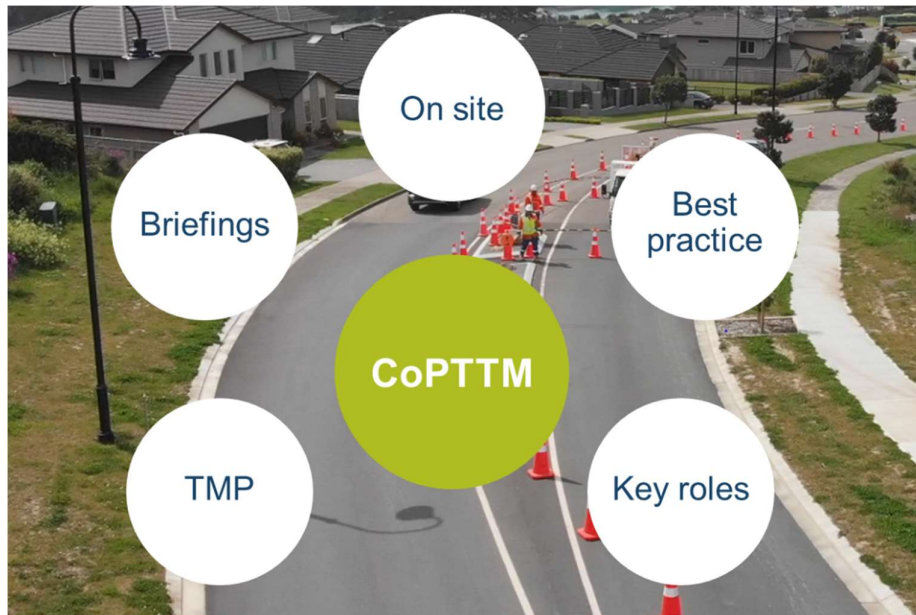 On site
Briefings
Best
practice
CoPTTM
TMP
Key roles